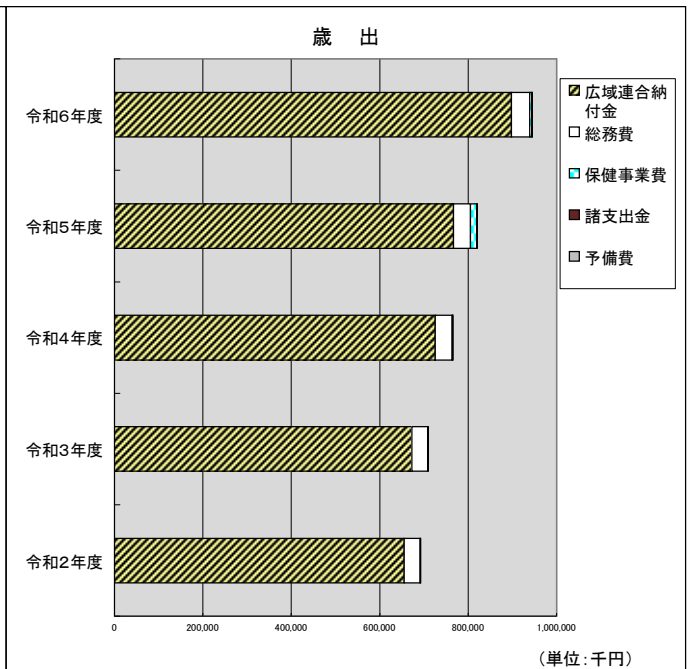 歳 出
令和6年度
令和5年度
令和4年度
令和3年度
令和2年度
0
200,000
400,000
600,000
800,000
1,000,000
(単位:千円)
広域連合納
付金
総務費
保健事業費
諸支出金
予備費